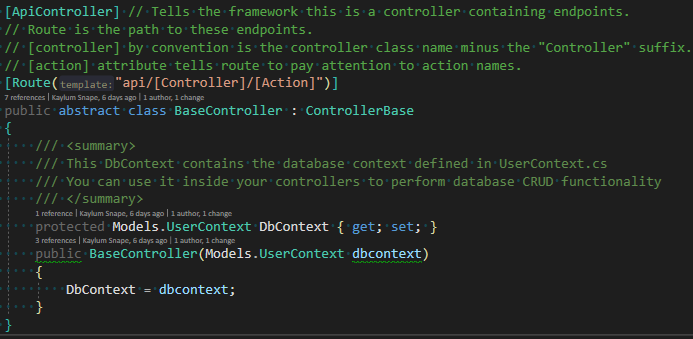 [ApiController] // Tells the framework this is a controller containing endpoints.
// Route is the path to these endpoints.
// [controller] by convention is the controller class name minus the "Controller" suffix.
// [action] attribute tells route to pay attention to action names.
[Route(template:"api/[Controller]/[Action]")]
7 references | Kaylum Snape, 6 days ago | 1 author, 1 change
public abstract class BaseController : ControllerBase
{
/// <summary>
/// This DbContext contains the database context defined in UserContext.cs
/// You can use it inside your controllers to perform database CRUD functionality
/// </summary>
1 reference | Kaylum Snape, 6 days ago | 1 author, 1 change
protected Models.UserContext DbContext { get; set; }
3 references | Kaylum Snape, 6 days ago | 1 author, 1 change
public BaseController(Models.UserContext dbcontext)
{
DbContext = dbcontext;
}
}